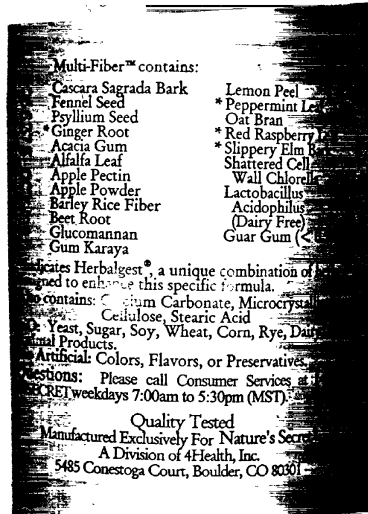 Multi-Fiber™ contains:
Cascara Sagrada Bark
Fennel Seed
Psyllium Seed
*Ginger Root
Acacia Gum
Alfalfa Leaf
Apple Pectin
Apple Powder
Barley Rice Fiber
Beet Root
Glucomannan
Gum Karaya
Lemon Peel
*Peppermint
Oat Bran
*Red Raspberry
*Slippery Elm
Shattered Cell
Wall
Lactobacillus
Acidophilus
(Dairy Free)
Guar Gum
Herbalgest®, a unique combination of
to this specific formula.
contains: Carbonate,
Cellulose, Stearic Acid
Yeast, Sugar, Soy, Wheat, Corn, Rye,
Products.
Artificial: Colors, Flavors, or Preservatives.
Please call Consumer Services at
weekdays 7:00am to 5:30pm (MST).
Quality Tested
Manufactured Exclusively For Nature's
A Division of 4Health, Inc.
5485 Conestoga Court, Boulder, CO 80301